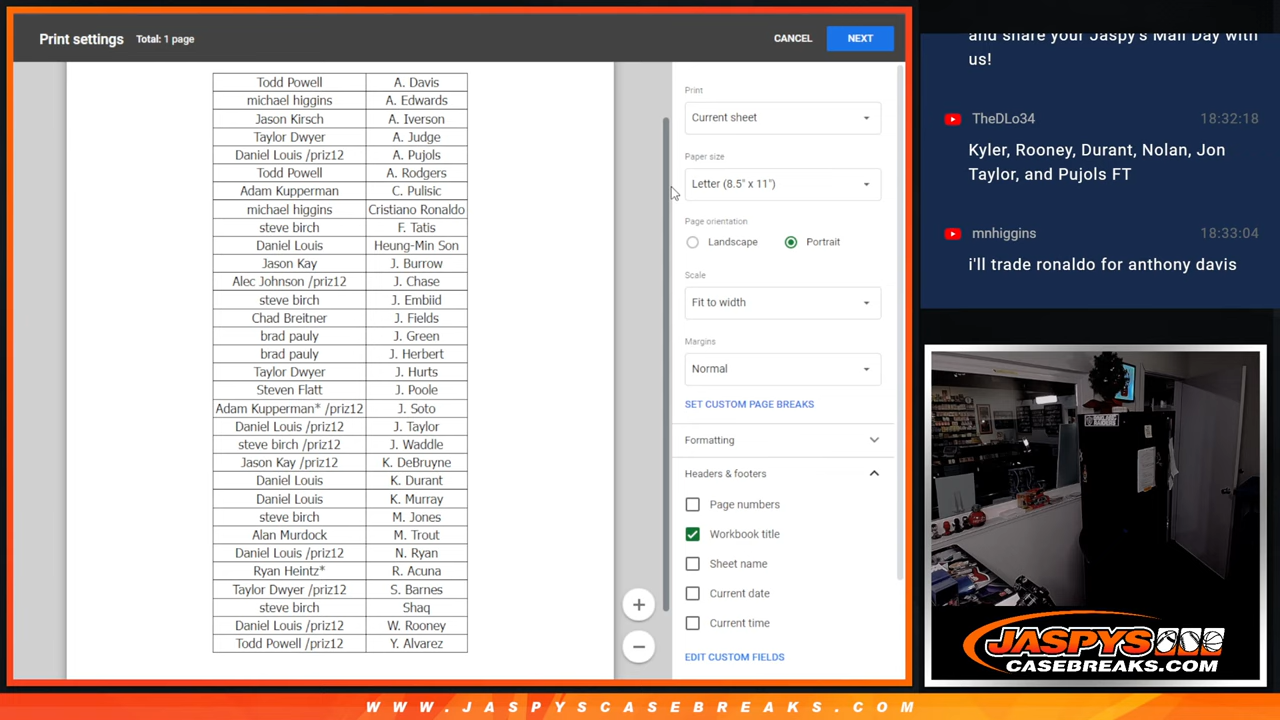 Print settings Total: 1 page CANCEL NEXT
Todd Powell A. Davis
michael higgins A. Edwards
Jason Kirsch A. Iverson
Taylor Dwyer A. Judge
Daniel Louis /priz12 A. Pujols
Todd Powell A. Rodgers
Adam Kupperman C. Pulisic
michael higgins Cristiano Ronaldo
steve birch F. Tatis
Daniel Louis Heung-Min Son
Jason Kay J. Burrow
Alec Johnson /priz12 J. Chase
steve birch J. Embiid
Chad Breitner J. Fields
brad pauly J. Green
brad pauly J. Herbert
Taylor Dwyer J. Hurts
Steven Flatt J. Poole
Adam Kupperman* /priz12 J. Soto
Daniel Louis /priz12 J. Taylor
steve birch /priz12 J. Waddle
Jason Kay /priz12 K. DeBruyne
Daniel Louis K. Durant
Daniel Louis K. Murray
steve birch M. Jones
Alan Murdock M. Trout
Daniel Louis /priz12 N. Ryan
Ryan Heintz* R. Acuna
Taylor Dwyer /priz12 S. Barnes
steve birch Shaq
Daniel Louis /priz12 W. Rooney
Todd Powell /priz12 Y. Alvarez
Print
Current sheet
Paper size
Letter (8.5" x 11")
Page orientation
Landscape Portrait
Scale
Fit to width
Margins
Normal
SET CUSTOM PAGE BREAKS
Formatting
Headers & footers
Page numbers
Workbook title
Sheet name
Current date
Current time
EDIT CUSTOM FIELDS
and share your Jaspy's Mail Day with
us!
TheDLo34 18:32:18
Kyler, Rooney, Durant, Nolan, Jon
Taylor, and Pujols FT
mnhiggins 18:33:04
i'll trade ronaldo for anthony davis
JASPYS
CASEBREAKS.COM
WWW.JASPYSCASEBREAKS.COM